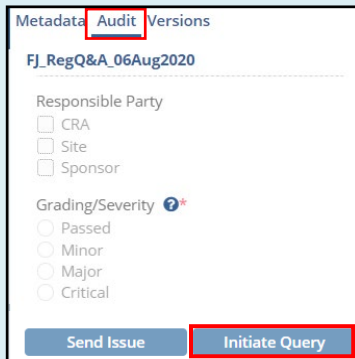 Metadata Audit Versions
FJ_RegQ&A_06Aug2020
Responsible Party
CRA
Site
Sponsor
Grading/Severity ?*
Passed
Minor
Major
Critical
Send Issue Initiate Query